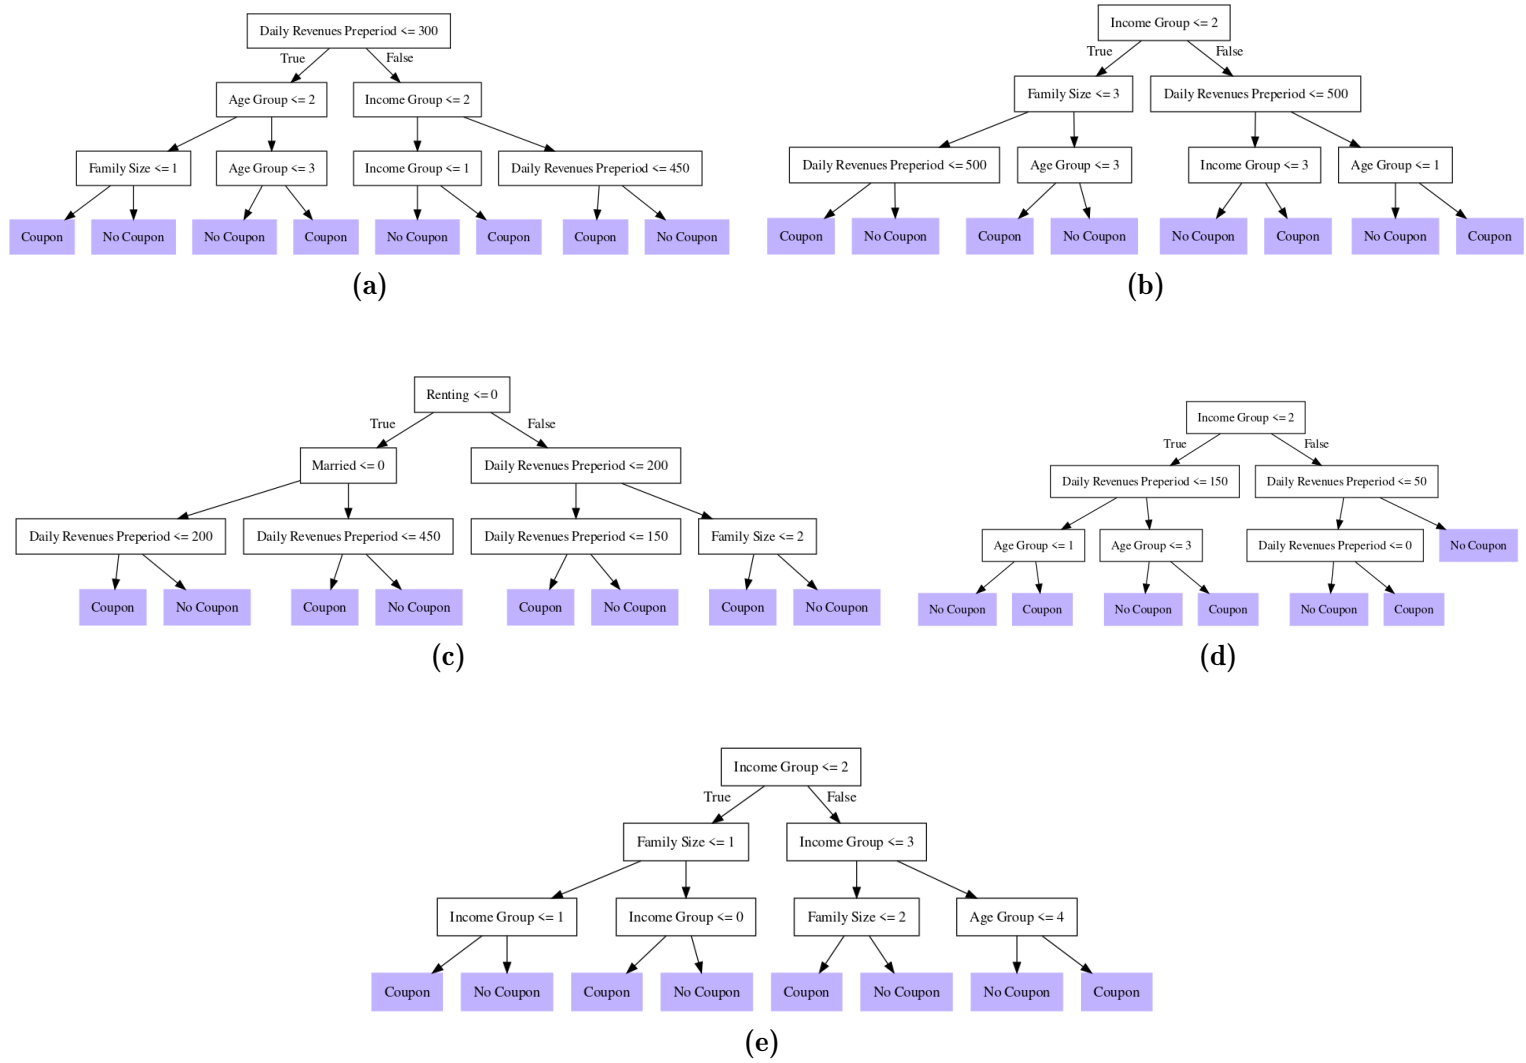 Daily Revenues Preperiod <= 300
True
False
Age Group <= 2
Income Group <= 2
Family Size <= 1
Age Group <= 3
Income Group <= 1
Daily Revenues Preperiod <= 450
Coupon
No Coupon
No Coupon
Coupon
No Coupon
Coupon
Coupon
No Coupon
(a)
Income Group <= 2
True
False
Family Size <= 3
Daily Revenues Preperiod <= 500
Daily Revenues Preperiod <= 500
Age Group <= 3
Income Group <= 3
Age Group <= 1
Coupon
No Coupon
Coupon
No Coupon
No Coupon
Coupon
No Coupon
Coupon
(b)
Renting <= 0
True
False
Married <= 0
Daily Revenues Preperiod <= 200
Daily Revenues Preperiod <= 200
Daily Revenues Preperiod <= 450
Daily Revenues Preperiod <= 150
Family Size <= 2
Coupon
No Coupon
Coupon
No Coupon
Coupon
No Coupon
Coupon
No Coupon
(c)
Income Group <= 2
True
False
Daily Revenues Preperiod <= 150
Daily Revenues Preperiod <= 50
Age Group <= 1
Age Group <= 3
Daily Revenues Preperiod <= 0
No Coupon
No Coupon
Coupon
No Coupon
Coupon
No Coupon
Coupon
(d)
Income Group <= 2
True
False
Family Size <= 1
Income Group <= 3
Income Group <= 1
Income Group <= 0
Family Size <= 2
Age Group <= 4
Coupon
No Coupon
Coupon
No Coupon
Coupon
No Coupon
No Coupon
Coupon
(e)